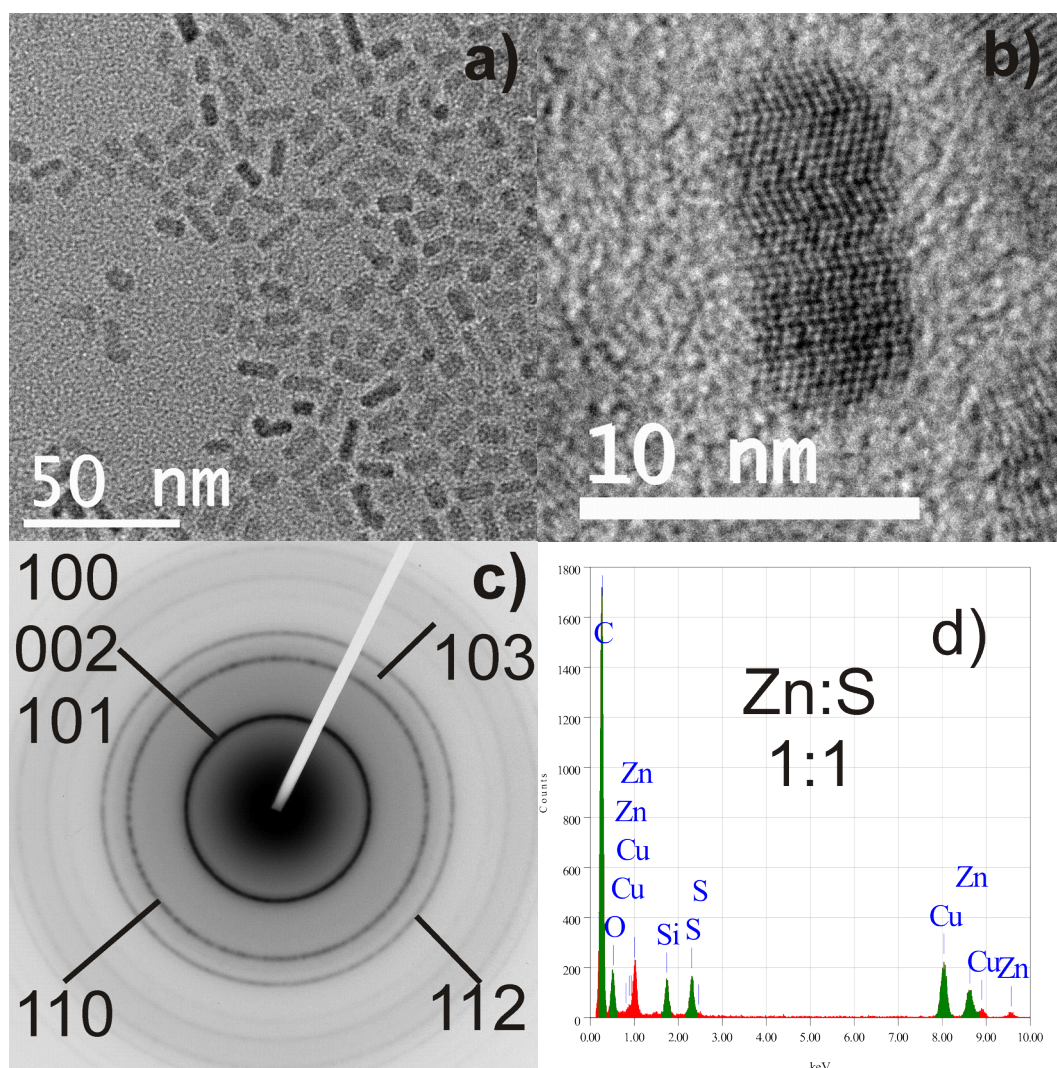 a)
50 nm
b)
10 nm
100
002
101
c)
103
110
112
d)
Zn:S
1:1
1800
1600
1400
1200
1000
800
600
400
200
0
Counts
C
Zn
Zn
Cu
Cu
O
Si
S
S
Zn
Cu
Cu
Zn
0.00 1.00 2.00 3.00 4.00 5.00 6.00 7.00 8.00 9.00 10.00
keV